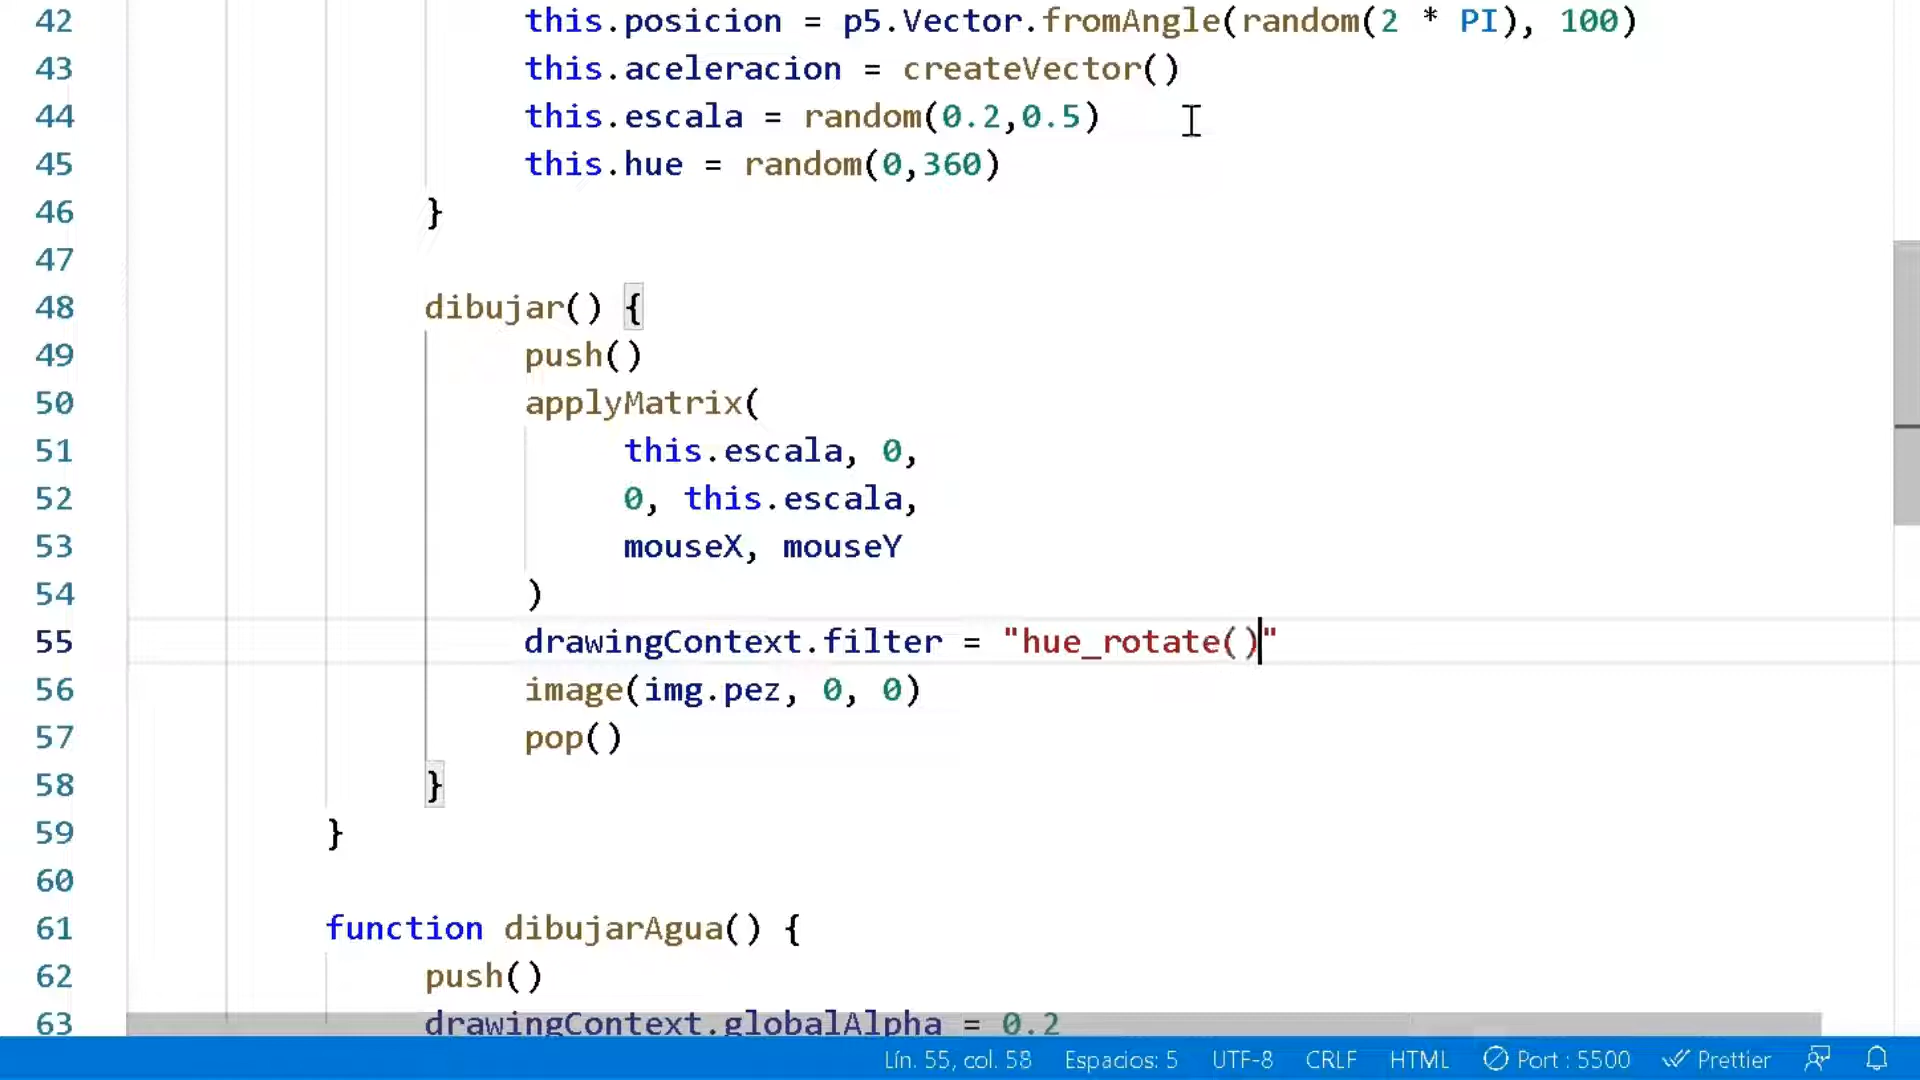 42 this.posicion = p5.Vector.fromAngle(random(2 * PI), 100)
43 this.aceleracion = createVector()
44 this.escala = random(0.2,0.5)
45 this.hue = random(0,360)
46 }
47
48 dibujar() {
49 push()
50 applyMatrix(
51 this.escala, 0,
52 0, this.escala,
53 mouseX, mouseY
54 )
55 drawingContext.filter = "hue_rotate()"
56 image(img.pez, 0, 0)
57 pop()
58 }
59 }
60
61 function dibujarAgua() {
62 push()
63 drawingContext.globalAlpha = 0.2
Lín. 55, col. 58 Espacios: 5 UTF-8 CRLF HTML Port : 5500 Prettier